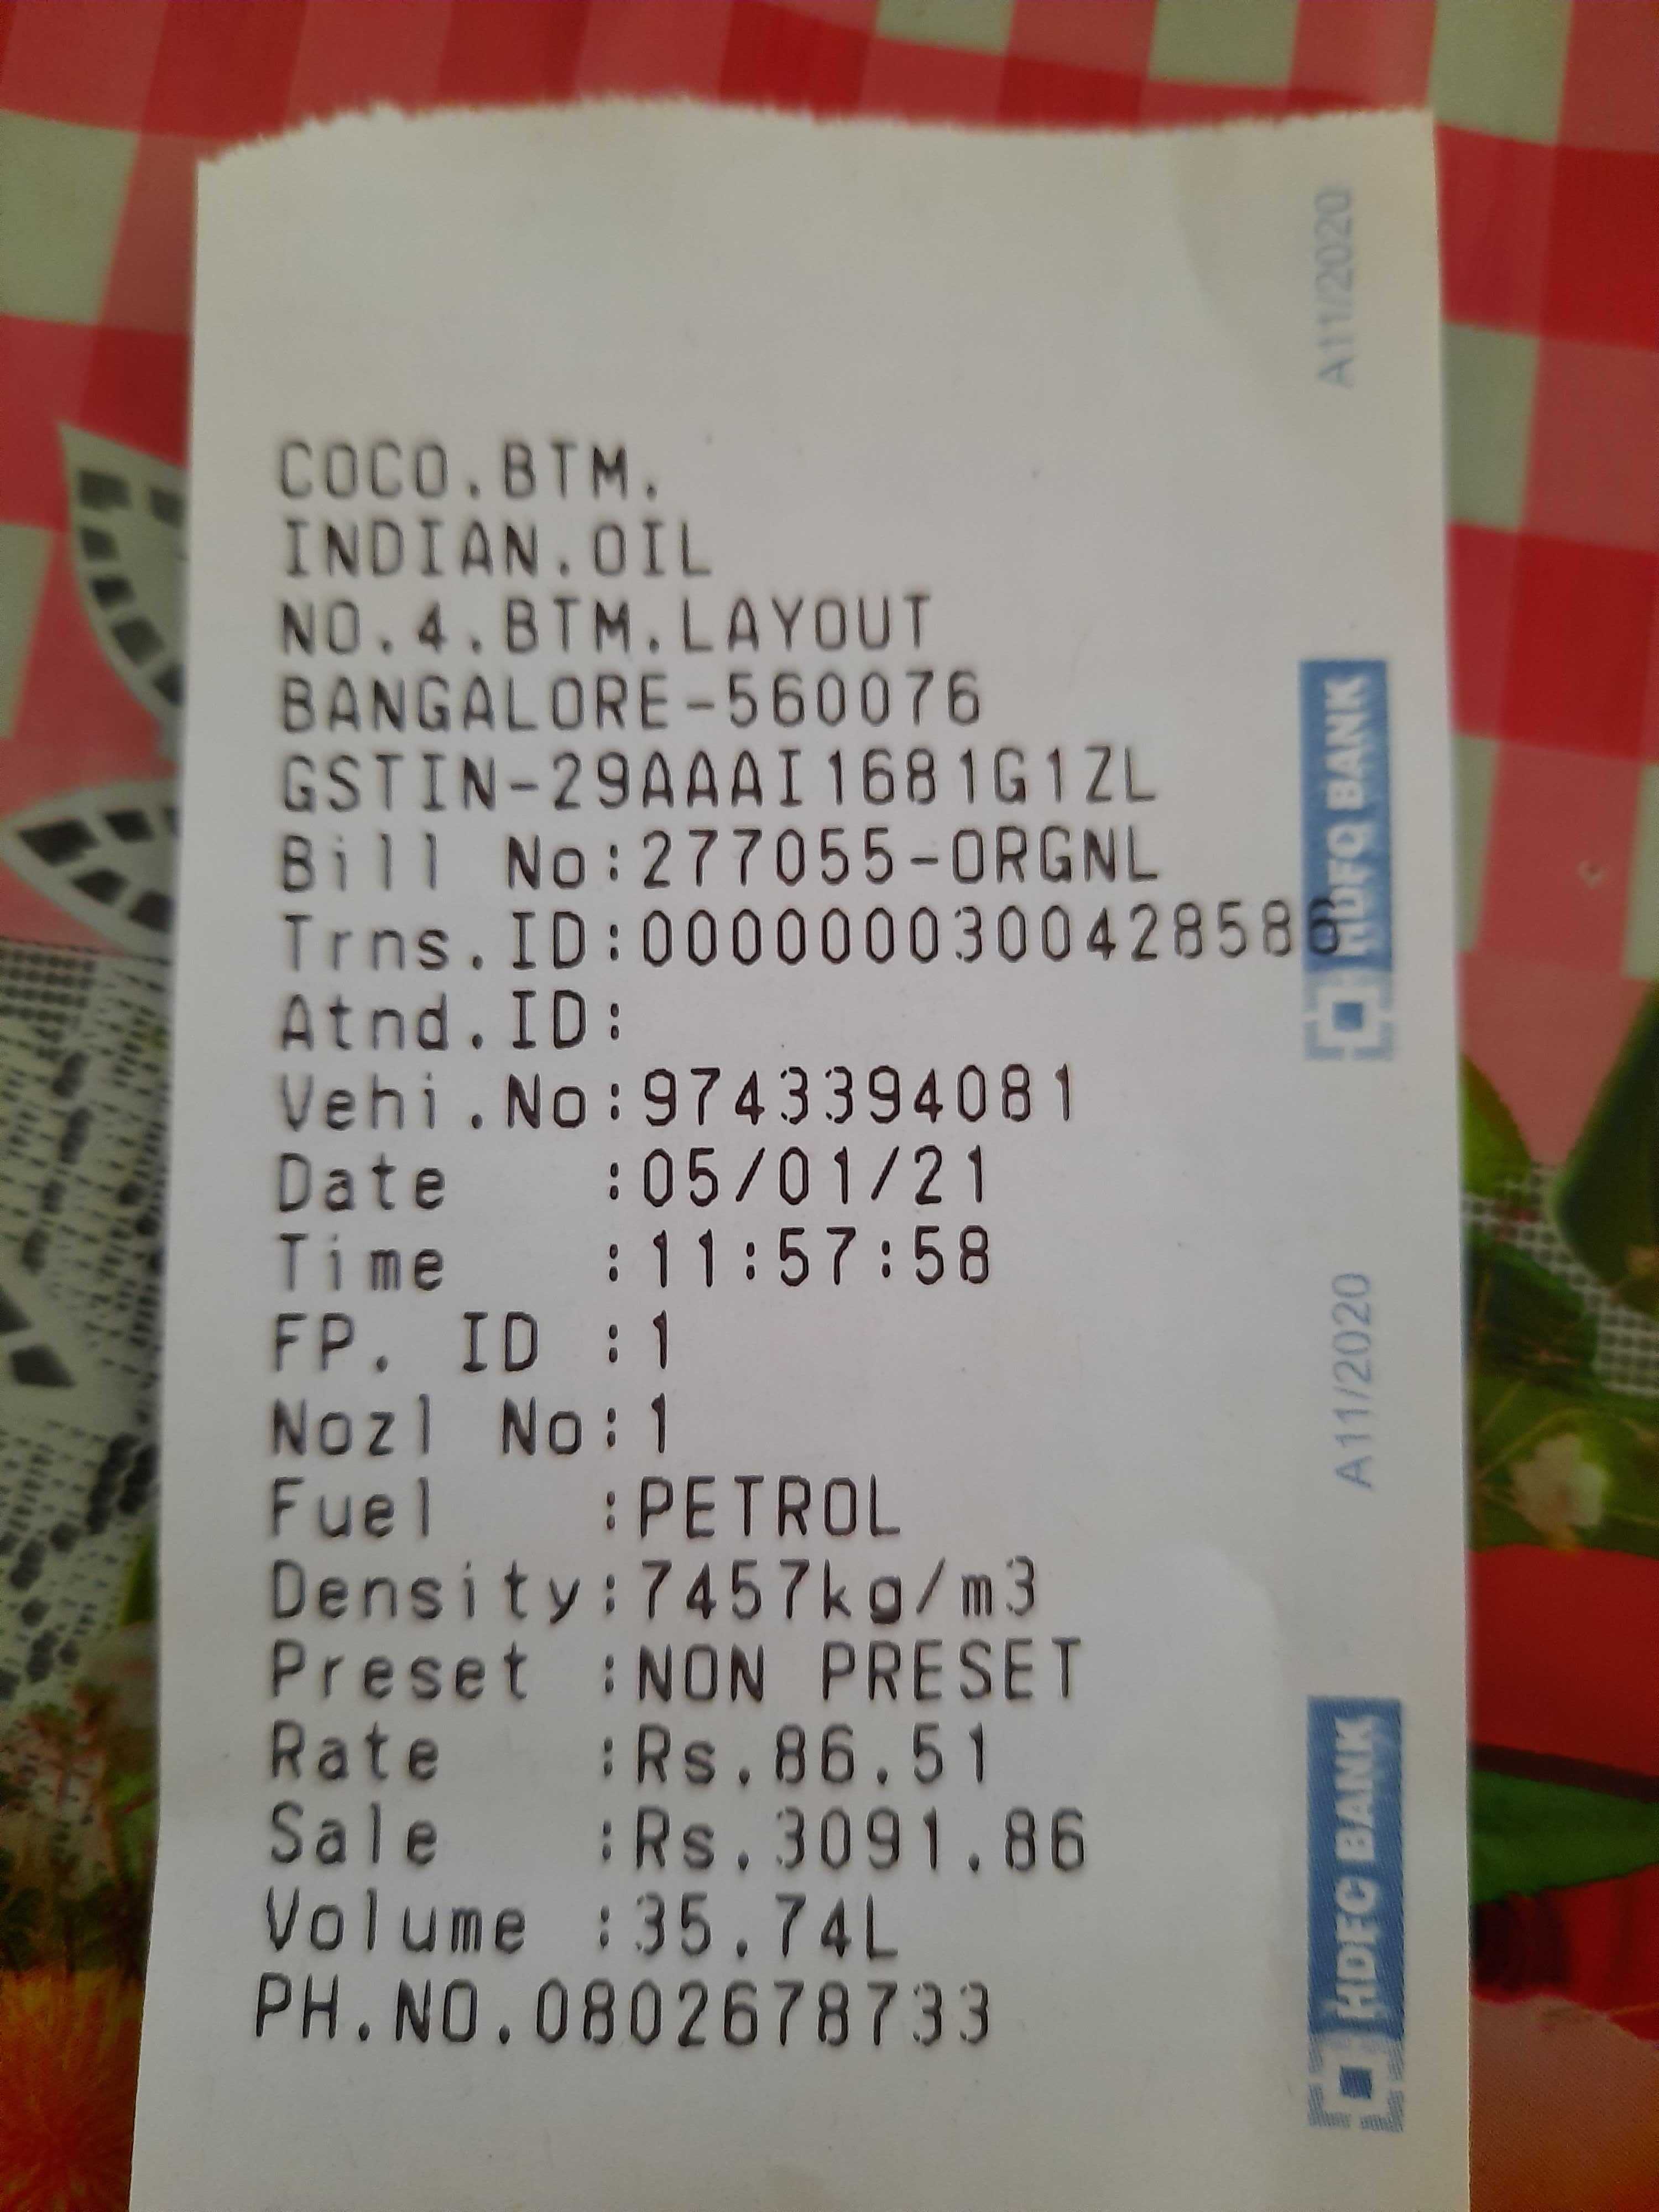 COCO.BTM.
INDIAN.OIL
NO.4.BTM.LAYOUT
BANGALORE-560076
GSTIN-29AAAI1681G1ZL
Bill No:277055-ORGNL
Trns.ID:0000000300428588
Atnd.ID:
Vehi.No:9743394081
Date :05/01/21
Time :11:57:58
FP. ID :1
Nozl No:1
Fuel :PETROL
Density:7457kg/m3
Preset :NON PRESET
Rate :Rs.86.51
Sale :Rs.3091.86
Volume :35.74L
PH.NO.0802678733
A11/2020
HDFC BANK
A11/2020
HDFC BANK